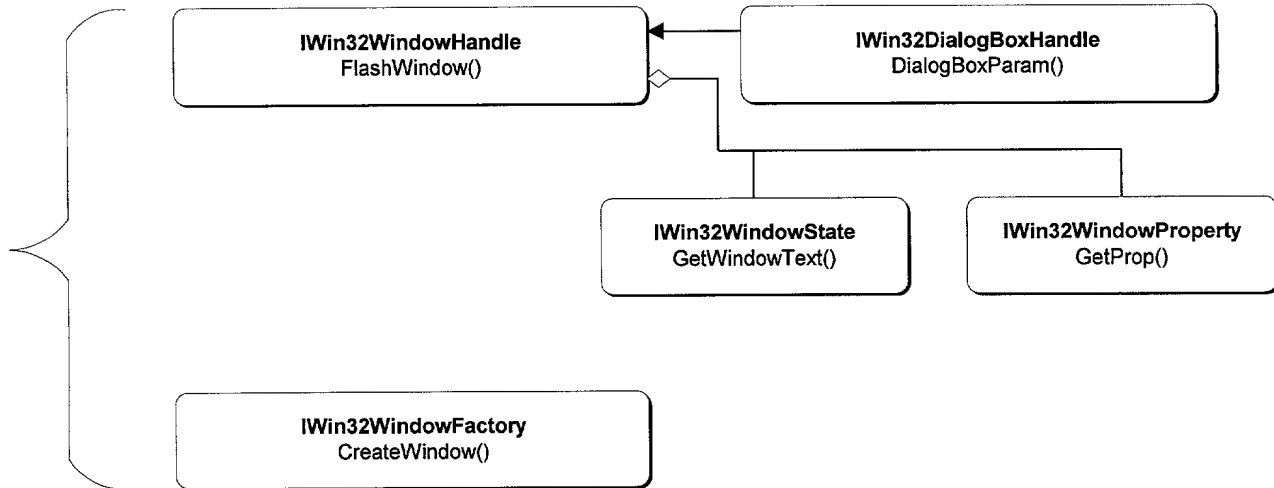 IWin32WindowHandle
FlashWindow()
IWin32DialogBoxHandle
DialogBoxParam()
IWin32WindowState
GetWindowText()
IWin32WindowProperty
GetProp()
IWin32WindowFactory
CreateWindow()